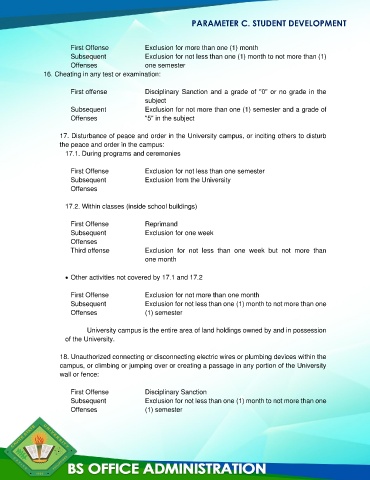 PARAMETER C. STUDENT DEVELOPMENT
First Offense Exclusion for more than one (1) month
Subsequent Exclusion for not less than one (1) month to not more than (1)
Offenses one semester
16. Cheating in any test or examination:
First offense Disciplinary Sanction and a grade of "0" or no grade in the
subject
Subsequent Exclusion for not more than one (1) semester and a grade of
Offenses "5" in the subject
17. Disturbance of peace and order in the University campus, or inciting others to disturb
the peace and order in the campus:
17.1. During programs and ceremonies
First Offense Exclusion for not less than one semester
Subsequent Exclusion from the University
Offenses
17.2. Within classes (inside school buildings)
First Offense Reprimand
Subsequent Exclusion for one week
Offenses
Third offense Exclusion for not less than one week but not more than
one month
• Other activities not covered by 17.1 and 17.2
First Offense Exclusion for not more than one month
Subsequent Exclusion for not less than one (1) month to not more than one
Offenses (1) semester
University campus is the entire area of land holdings owned by and in possession
of the University.
18. Unauthorized connecting or disconnecting electric wires or plumbing devices within the
campus, or climbing or jumping over or creating a passage in any portion of the University
wall or fence:
First Offense Disciplinary Sanction
Subsequent Exclusion for not less than one (1) month to not more than one
Offenses (1) semester
BS OFFICE ADMINISTRATION